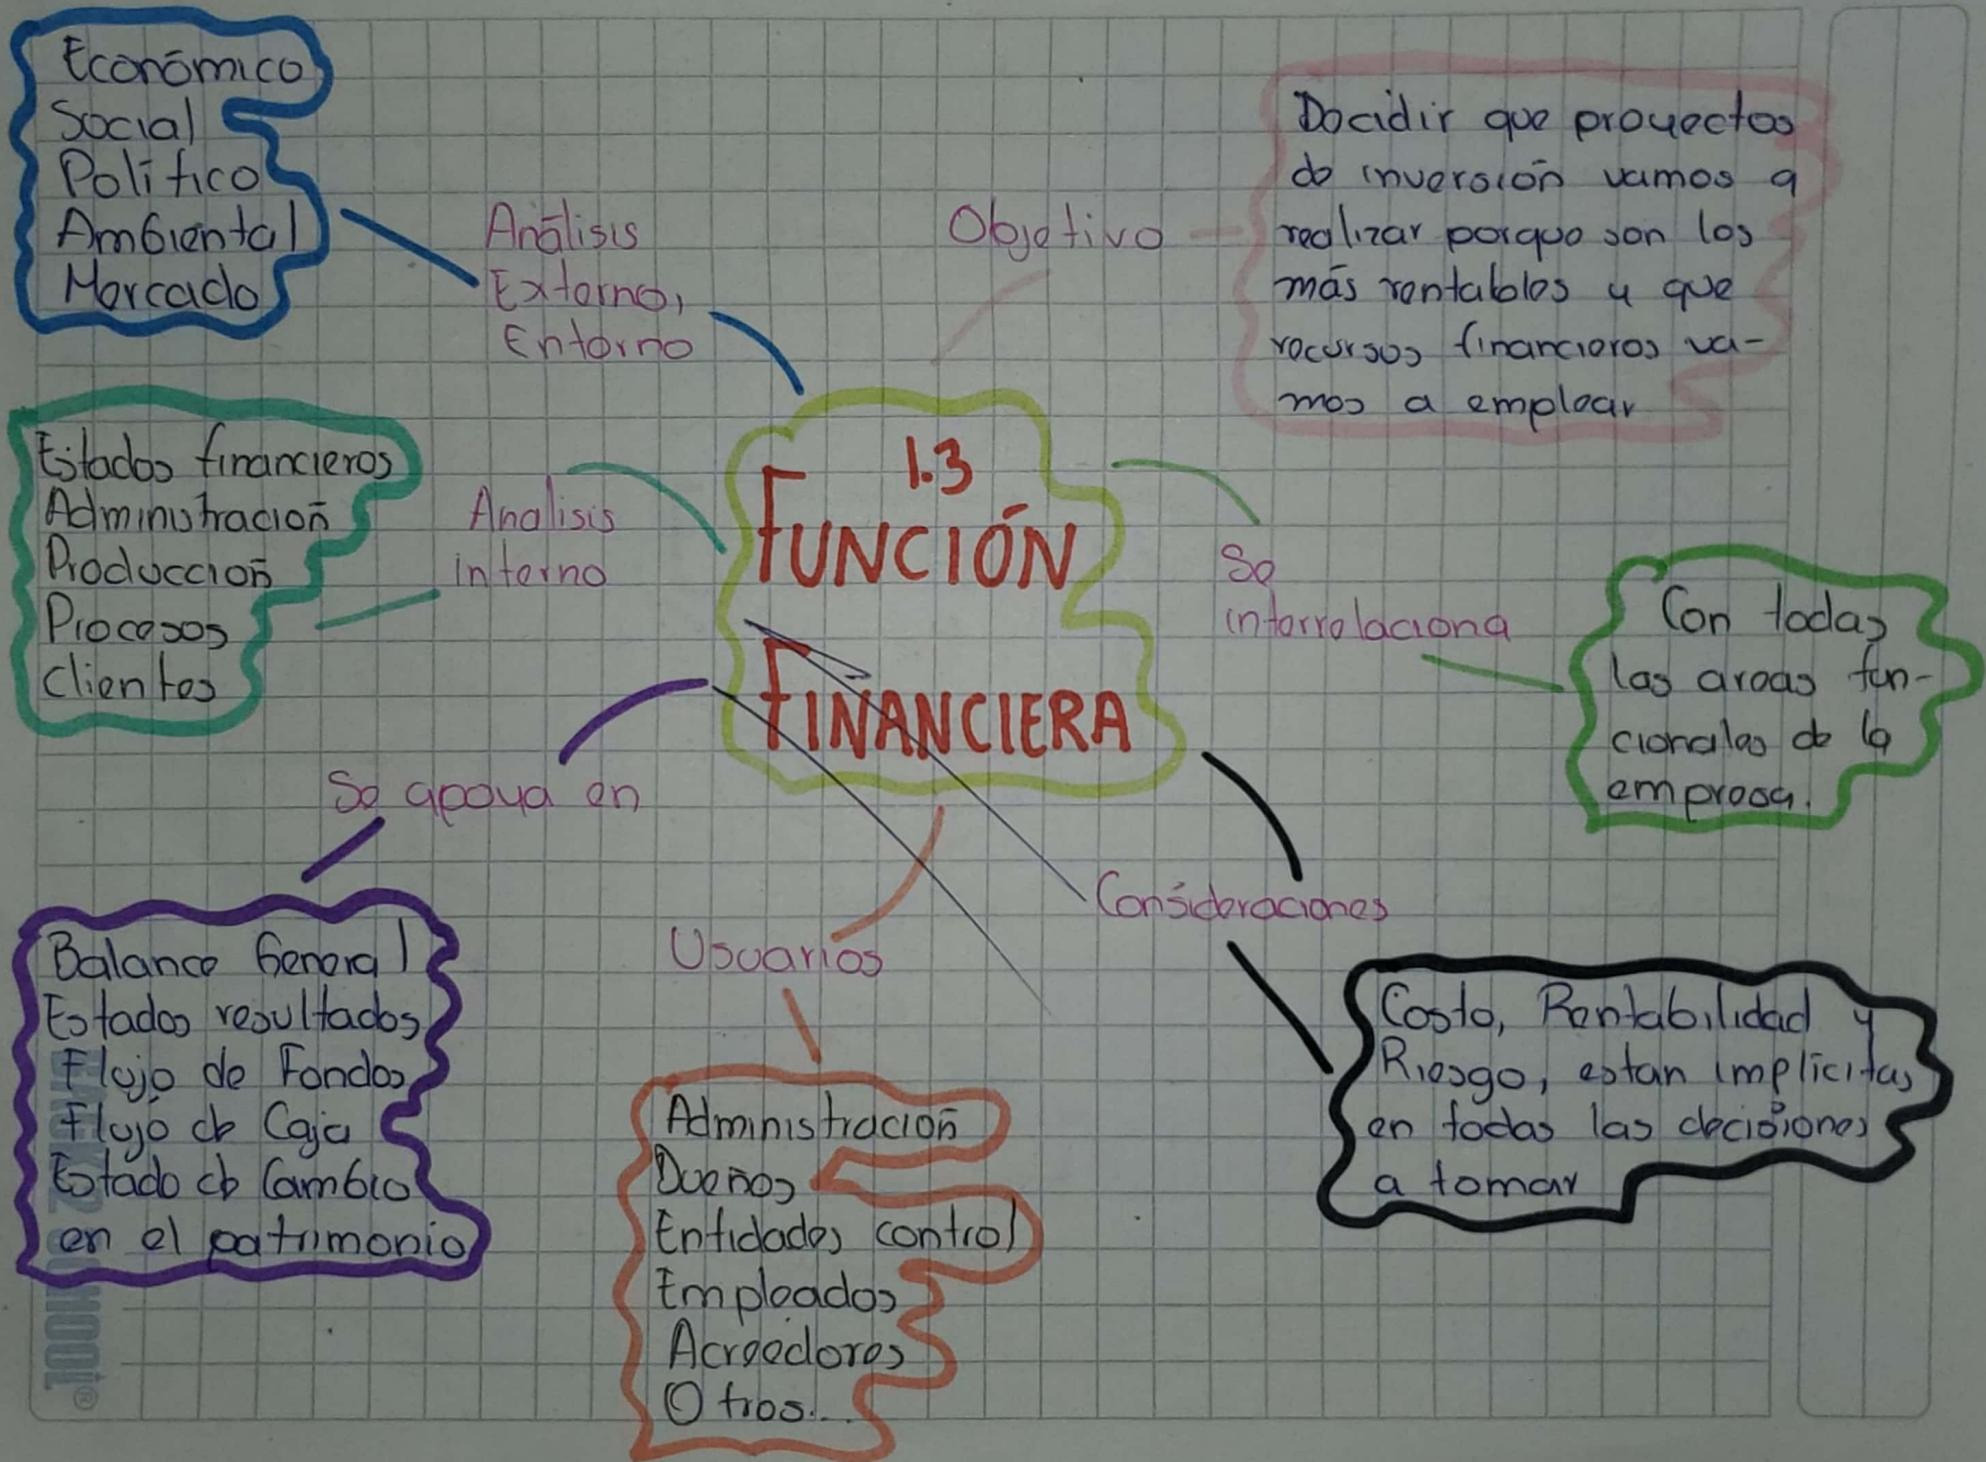 1.3
FUNCIÓN
FINANCIERA
Objetivo
Decidir que proyectos
de inversión vamos a
realizar porque son los
más rentables y que
recursos financieros va-
mos a emplear
Se
interrelaciona
Con todas
las areas fun-
cionales de la
empresa.
Consideraciones
Costo, Rentabilidad y
Riesgo, estan implicitas
en todas las decisiones
a tomar
Usuarios
Administración
Dueños
Entidades control
Empleados
Acreedores
Otros...
Se apoya en
Balance General
Estados resultados
Flujo de Fondos
Flujo de Caja
Estado de Cambio
en el patrimonio
Analisis
interno
Estados financieros
Administración
Producción
Procesos
Clientes
Análisis
Externo,
Entorno
Económico
Social
Político
Ambiental
Mercado